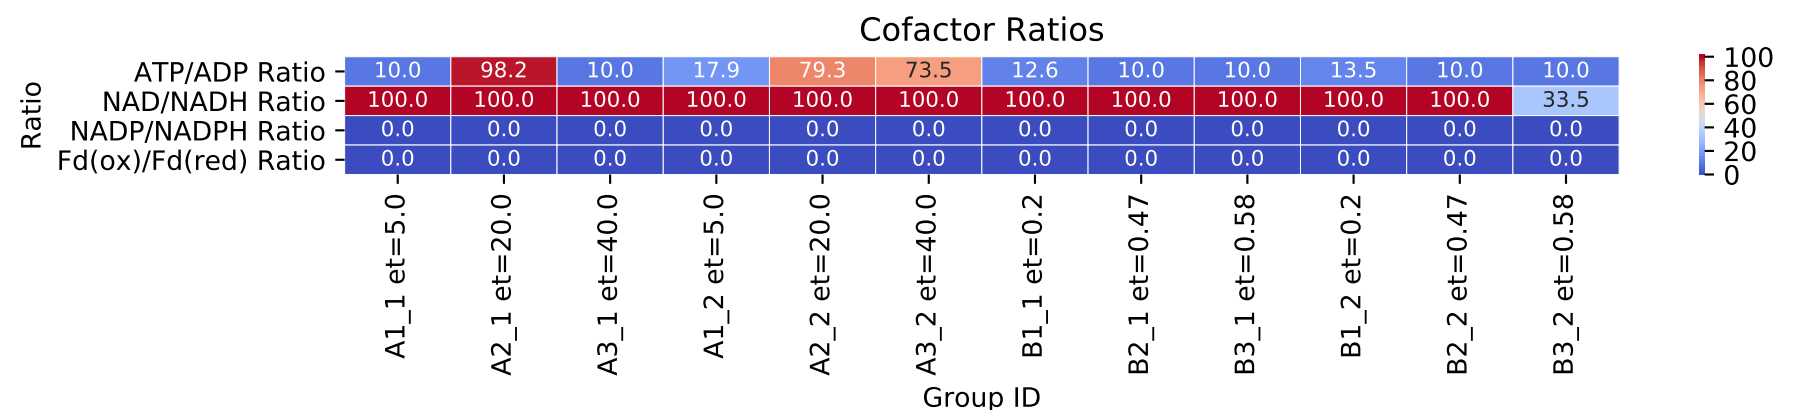 Cofactor Ratios
Ratio
ATP/ADP Ratio 10.0 98.2 10.0 17.9 79.3 73.5 12.6 10.0 10.0 13.5 10.0 10.0
NAD/NADH Ratio 100.0 100.0 100.0 100.0 100.0 100.0 100.0 100.0 100.0 100.0 100.0 33.5
NADP/NADPH Ratio 0.0 0.0 0.0 0.0 0.0 0.0 0.0 0.0 0.0 0.0 0.0 0.0
Fd(ox)/Fd(red) Ratio 0.0 0.0 0.0 0.0 0.0 0.0 0.0 0.0 0.0 0.0 0.0 0.0
A1_1 et=5.0
A2_1 et=20.0
A3_1 et=40.0
A1_2 et=5.0
A2_2 et=20.0
A3_2 et=40.0
B1_1 et=0.2
B2_1 et=0.47
B3_1 et=0.58
B1_2 et=0.2
B2_2 et=0.47
B3_2 et=0.58
Group ID
100
80
60
40
20
0